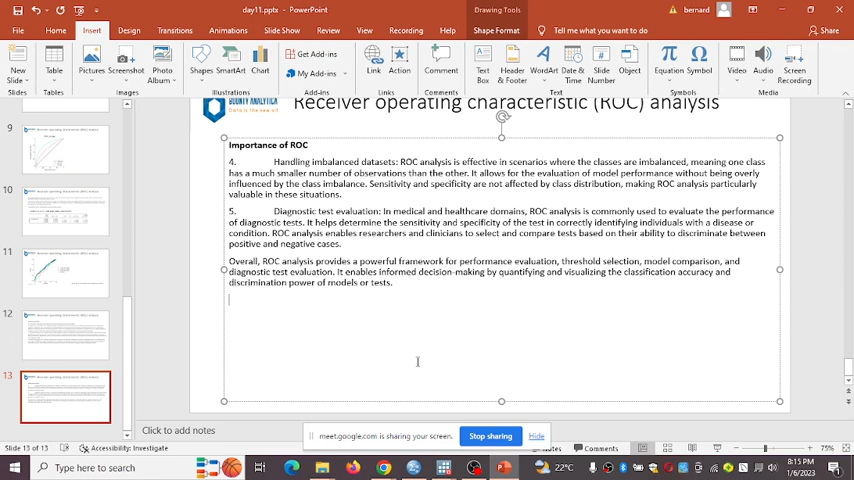 day11.pptx - PowerPoint
Drawing Tools
bernard
File Home Insert Design Transitions Animations Slide Show Review View Recording Help Shape Format Tell me what you want to do Share
New Slide
Table
Pictures Screenshot Photo Album
Shapes SmartArt Chart
Get Add-ins
My Add-ins
Link Action
Comment
Text Box Header & Footer WordArt Date & Time Slide Number Object
Equation Symbol
Video Audio Screen Recording
Slides Tables Images Illustrations Add-ins Links Comments Text Symbols Media
BOUNTY ANALYTICA
Data is the new oil
Receiver operating characteristic (ROC) analysis
Importance of ROC
4. Handling imbalanced datasets: ROC analysis is effective in scenarios where the classes are imbalanced, meaning one class
has a much smaller number of observations than the other. It allows for the evaluation of model performance without being overly
influenced by the class imbalance. Sensitivity and specificity are not affected by class distribution, making ROC analysis particularly
valuable in these situations.
5. Diagnostic test evaluation: In medical and healthcare domains, ROC analysis is commonly used to evaluate the performance
of diagnostic tests. It helps determine the sensitivity and specificity of the test in correctly identifying individuals with a disease or
condition. ROC analysis enables researchers and clinicians to select and compare tests based on their ability to discriminate between
positive and negative cases.
Overall, ROC analysis provides a powerful framework for performance evaluation, threshold selection, model comparison, and
diagnostic test evaluation. It enables informed decision-making by quantifying and visualizing the classification accuracy and
discrimination power of models or tests.
9
10
11
12
13
Click to add notes
meet.google.com is sharing your screen. Stop sharing Hide
Slide 13 of 13 Accessibility: Investigate Notes Comments 75%
Type here to search
22°C
8:15 PM
1/6/2023